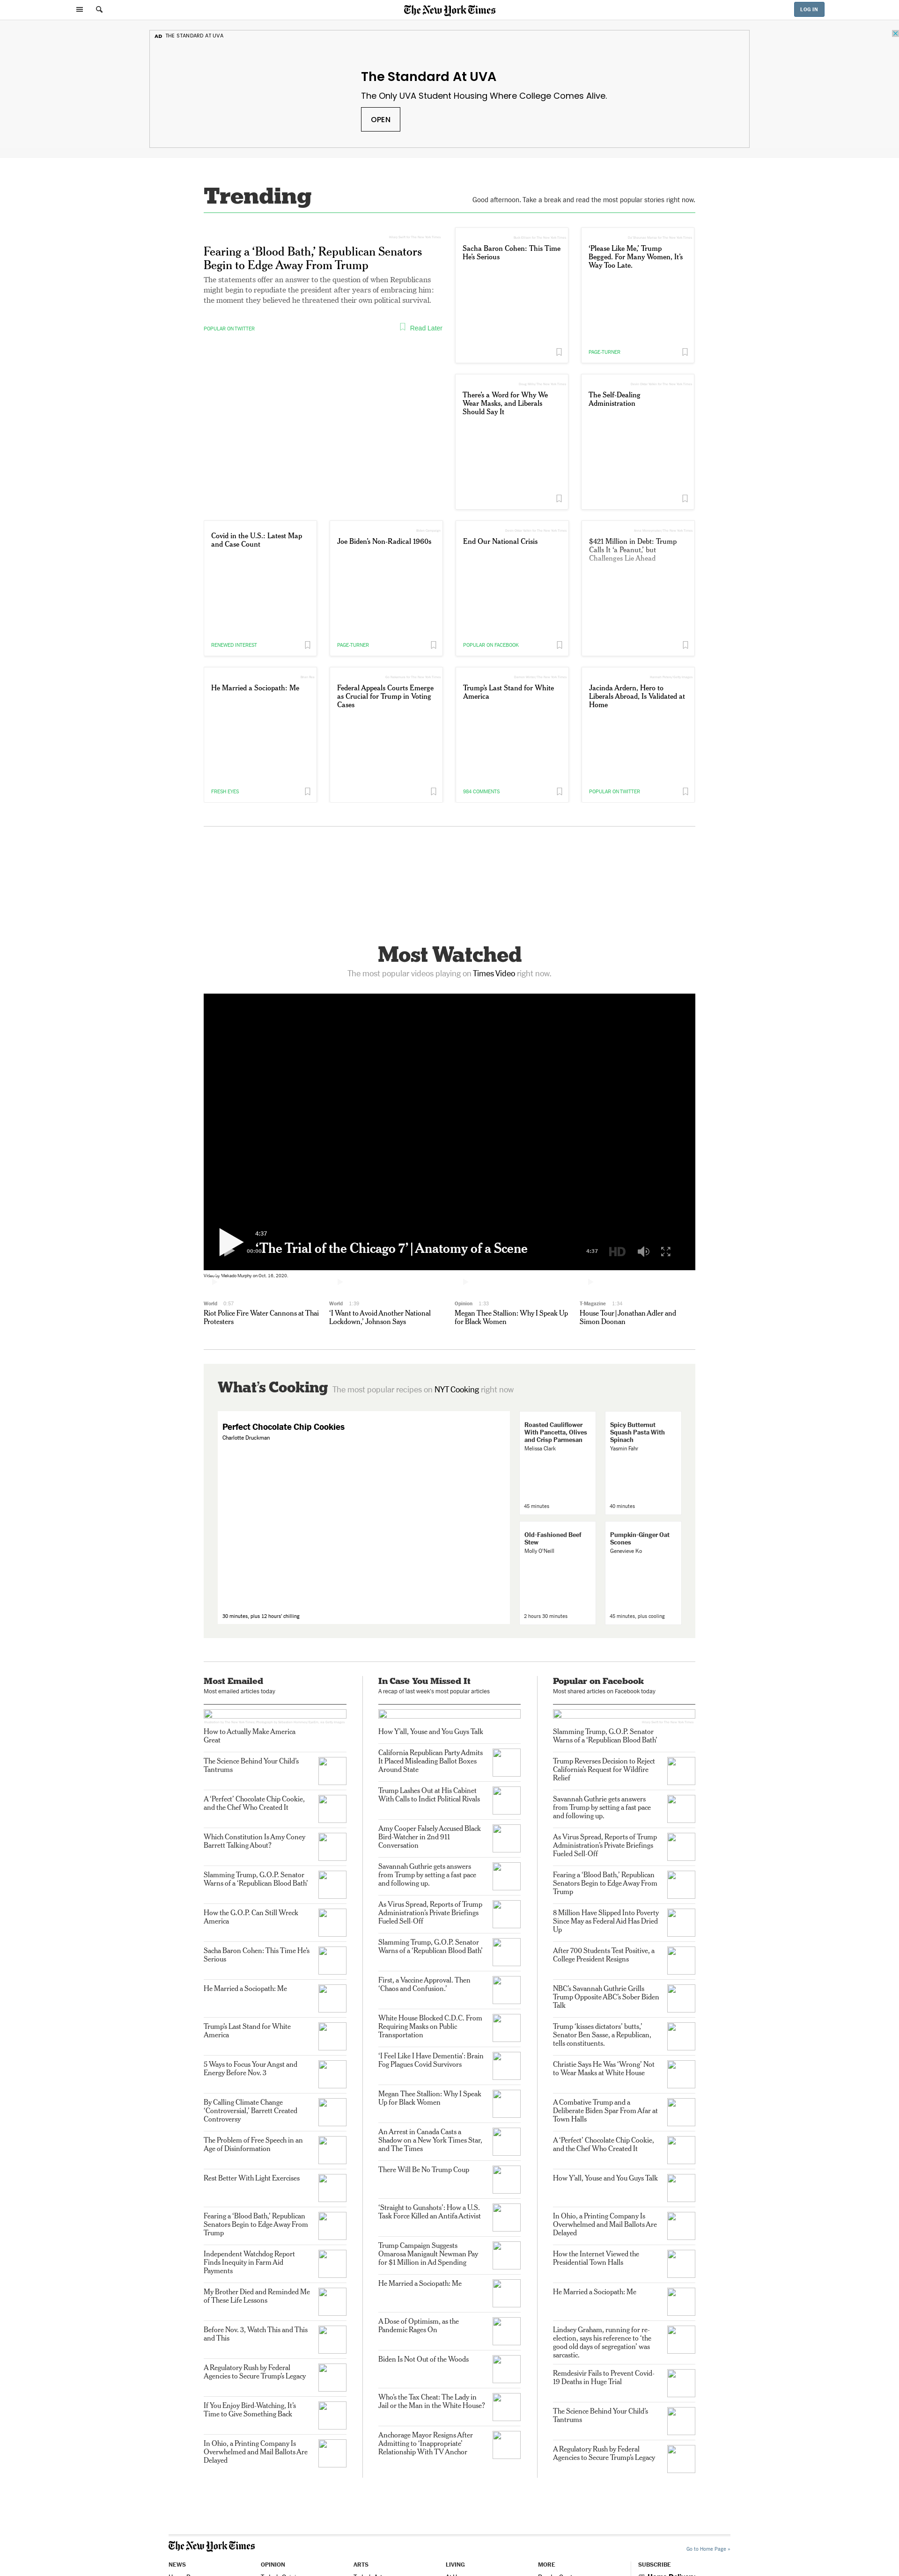 The New York Times
LOG IN
AD THE STANDARD AT UVA
The Standard At UVA
The Only UVA Student Housing Where College Comes Alive.
OPEN
Trending
Good afternoon. Take a break and read the most popular stories right now.
Fearing a ‘Blood Bath,’ Republican Senators
Begin to Edge Away From Trump
The statements offer an answer to the question of when Republicans
might begin to repudiate the president after years of embracing him:
the moment they believed he threatened their own political survival.
POPULAR ON TWITTER
Read Later
Sacha Baron Cohen: This Time
He’s Serious
‘Please Like Me,’ Trump
Begged. For Many Women, It’s
Way Too Late.
PAGE-TURNER
There’s a Word for Why We
Wear Masks, and Liberals
Should Say It
The Self-Dealing
Administration
Covid in the U.S.: Latest Map
and Case Count
RENEWED INTEREST
Joe Biden’s Non-Radical 1960s
PAGE-TURNER
End Our National Crisis
POPULAR ON FACEBOOK
$421 Million in Debt: Trump
Calls It ‘a Peanut,’ but
Challenges Lie Ahead
He Married a Sociopath: Me
FRESH EYES
Federal Appeals Courts Emerge
as Crucial for Trump in Voting
Cases
Trump’s Last Stand for White
America
984 COMMENTS
Jacinda Ardern, Hero to
Liberals Abroad, Is Validated at
Home
POPULAR ON TWITTER
Most Watched
The most popular videos playing on Times Video right now.
4:37
00:00
‘The Trial of the Chicago 7’ | Anatomy of a Scene
4:37
HD
Video by Mekado Murphy on Oct. 16, 2020.
World 0:57
Riot Police Fire Water Cannons at Thai
Protesters
World 1:39
‘I Want to Avoid Another National
Lockdown,’ Johnson Says
Opinion 1:33
Megan Thee Stallion: Why I Speak Up
for Black Women
T-Magazine 1:34
House Tour | Jonathan Adler and
Simon Doonan
What’s Cooking The most popular recipes on NYT Cooking right now
Perfect Chocolate Chip Cookies
Charlotte Druckman
30 minutes, plus 12 hours’ chilling
Roasted Cauliflower
With Pancetta, Olives
and Crisp Parmesan
Melissa Clark
45 minutes
Spicy Butternut
Squash Pasta With
Spinach
Yasmin Fahr
40 minutes
Old-Fashioned Beef
Stew
Molly O’Neill
2 hours 30 minutes
Pumpkin-Ginger Oat
Scones
Genevieve Ko
45 minutes, plus cooling
Most Emailed
Most emailed articles today
How to Actually Make America
Great
The Science Behind Your Child’s
Tantrums
A ‘Perfect’ Chocolate Chip Cookie,
and the Chef Who Created It
Which Constitution Is Amy Coney
Barrett Talking About?
Slamming Trump, G.O.P. Senator
Warns of a ‘Republican Blood Bath’
How the G.O.P. Can Still Wreck
America
Sacha Baron Cohen: This Time He’s
Serious
He Married a Sociopath: Me
Trump’s Last Stand for White
America
5 Ways to Focus Your Angst and
Energy Before Nov. 3
By Calling Climate Change
‘Controversial,’ Barrett Created
Controversy
The Problem of Free Speech in an
Age of Disinformation
Rest Better With Light Exercises
Fearing a ‘Blood Bath,’ Republican
Senators Begin to Edge Away From
Trump
Independent Watchdog Report
Finds Inequity in Farm Aid
Payments
My Brother Died and Reminded Me
of These Life Lessons
Before Nov. 3, Watch This and This
and This
A Regulatory Rush by Federal
Agencies to Secure Trump’s Legacy
If You Enjoy Bird-Watching, It’s
Time to Give Something Back
In Ohio, a Printing Company Is
Overwhelmed and Mail Ballots Are
Delayed
In Case You Missed It
A recap of last week’s most popular articles
How Y’all, Youse and You Guys Talk
California Republican Party Admits
It Placed Misleading Ballot Boxes
Around State
Trump Lashes Out at His Cabinet
With Calls to Indict Political Rivals
Amy Cooper Falsely Accused Black
Bird-Watcher in 2nd 911
Conversation
Savannah Guthrie gets answers
from Trump by setting a fast pace
and following up.
As Virus Spread, Reports of Trump
Administration’s Private Briefings
Fueled Sell-Off
Slamming Trump, G.O.P. Senator
Warns of a ‘Republican Blood Bath’
First, a Vaccine Approval. Then
‘Chaos and Confusion.’
White House Blocked C.D.C. From
Requiring Masks on Public
Transportation
‘I Feel Like I Have Dementia’: Brain
Fog Plagues Covid Survivors
Megan Thee Stallion: Why I Speak
Up for Black Women
An Arrest in Canada Casts a
Shadow on a New York Times Star,
and The Times
There Will Be No Trump Coup
‘Straight to Gunshots’: How a U.S.
Task Force Killed an Antifa Activist
Trump Campaign Suggests
Omarosa Manigault Newman Pay
for $1 Million in Ad Spending
He Married a Sociopath: Me
A Dose of Optimism, as the
Pandemic Rages On
Biden Is Not Out of the Woods
Who’s the Tax Cheat: The Lady in
Jail or the Man in the White House?
Anchorage Mayor Resigns After
Admitting to ‘Inappropriate’
Relationship With TV Anchor
Popular on Facebook
Most shared articles on Facebook today
Slamming Trump, G.O.P. Senator
Warns of a ‘Republican Blood Bath’
Trump Reverses Decision to Reject
California’s Request for Wildfire
Relief
Savannah Guthrie gets answers
from Trump by setting a fast pace
and following up.
As Virus Spread, Reports of Trump
Administration’s Private Briefings
Fueled Sell-Off
Fearing a ‘Blood Bath,’ Republican
Senators Begin to Edge Away From
Trump
8 Million Have Slipped Into Poverty
Since May as Federal Aid Has Dried
Up
After 700 Students Test Positive, a
College President Resigns
NBC’s Savannah Guthrie Grills
Trump Opposite ABC’s Sober Biden
Talk
Trump ‘kisses dictators’ butts,’
Senator Ben Sasse, a Republican,
tells constituents.
Christie Says He Was ‘Wrong’ Not
to Wear Masks at White House
A Combative Trump and a
Deliberate Biden Spar From Afar at
Town Halls
A ‘Perfect’ Chocolate Chip Cookie,
and the Chef Who Created It
How Y’all, Youse and You Guys Talk
In Ohio, a Printing Company Is
Overwhelmed and Mail Ballots Are
Delayed
How the Internet Viewed the
Presidential Town Halls
He Married a Sociopath: Me
Lindsey Graham, running for re-
election, says his reference to ‘the
good old days of segregation’ was
sarcastic.
Remdesivir Fails to Prevent Covid-
19 Deaths in Huge Trial
The Science Behind Your Child’s
Tantrums
A Regulatory Rush by Federal
Agencies to Secure Trump’s Legacy
The New York Times
Go to Home Page »
NEWS
OPINION
ARTS
LIVING
MORE
SUBSCRIBE